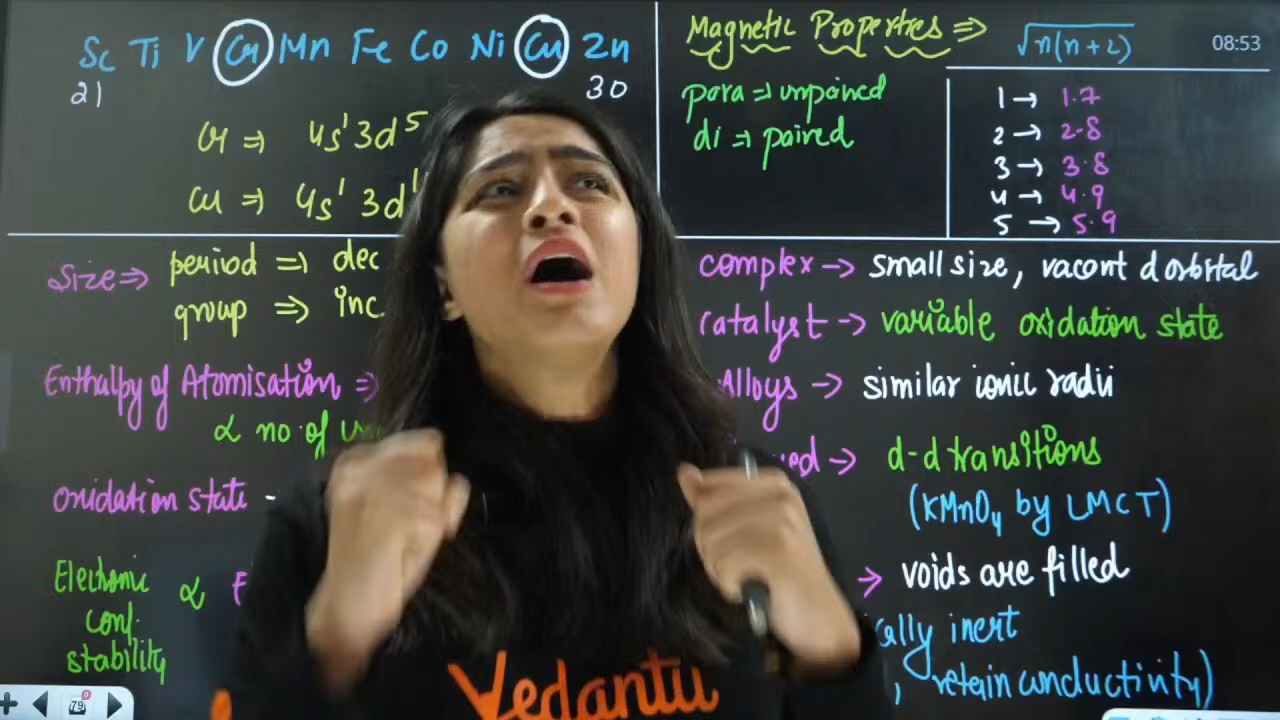 Sc Ti V Cr Mn Fe Co Ni Cu Zn
21 30
Cr ⇒ 4s¹ 3d⁵
Cu ⇒ 4s¹ 3d¹
Size ⇒ period ⇒ dec
group ⇒ inc
Enthalpy of Atomisation ⇒
∝ no. of
Oxidation state -
Electronic
conf.
stability ∝
Magnetic Properties ⇒
para ⇒ unpaired
di ⇒ paired
√n(n+2)
08:53
1 → 1.7
2 → 2.8
3 → 3.8
4 → 4.9
5 → 5.9
complex → small size, vacant d orbital
catalyst → variable oxidation state
Alloys → similar ionic radii
→ d-d transitions
(KMnO₄ by LMCT)
→ voids are filled
ically inert
, retain conductivity)
Vedantu
79
0